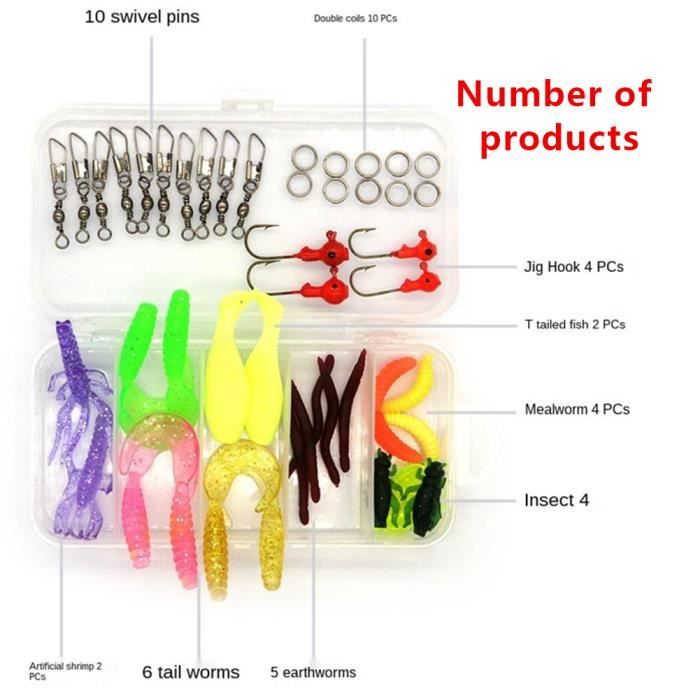 10 swivel pins
Double coils 10 PCs
Number of
products
Jig Hook 4 PCs
T tailed fish 2 PCs
Mealworm 4 PCs
Insect 4
Artificial shrimp 2
PCs
6 tail worms
5 earthworms